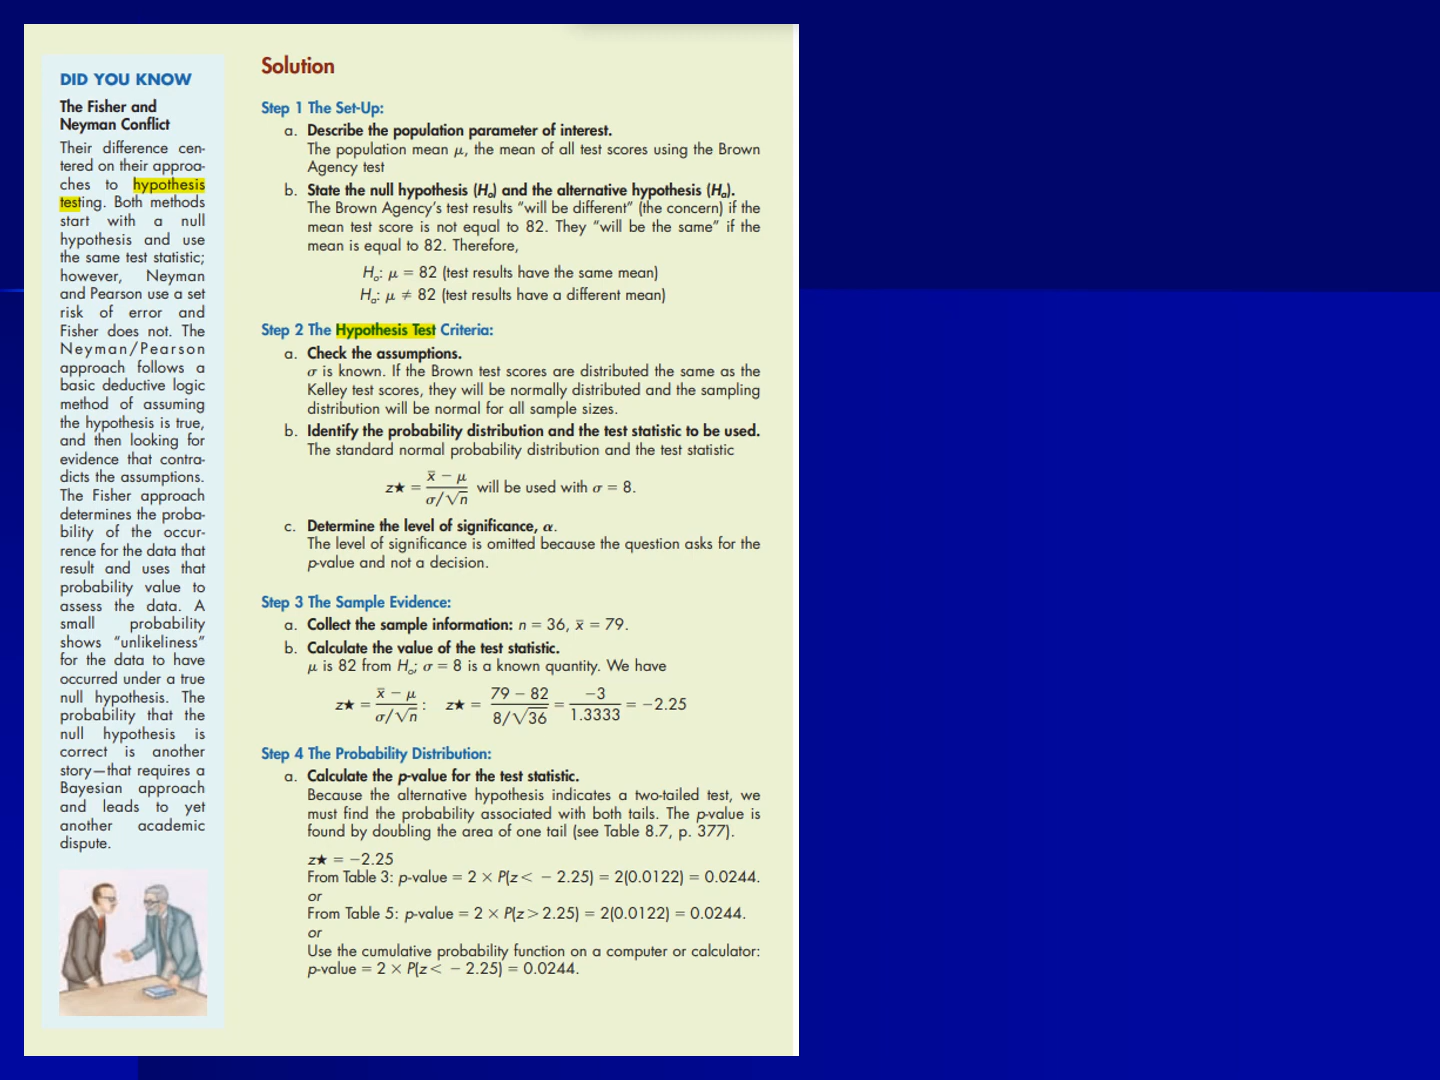 DID YOU KNOW
The Fisher and
Neyman Conflict
Their difference cen-
tered on their approa-
ches to hypothesis
testing. Both methods
start with a null
hypothesis and use
the same test statistic;
however, Neyman
and Pearson use a set
risk of error and
Fisher does not. The
Neyman/Pearson
approach follows a
basic deductive logic
method of assuming
the hypothesis is true,
and then looking for
evidence that contra-
dicts the assumptions.
The Fisher approach
determines the proba-
bility of the occur-
rence for the data that
result and uses that
probability value to
assess the data. A
small probability
shows “unlikeliness”
for the data to have
occurred under a true
null hypothesis. The
probability that the
null hypothesis is
correct is another
story—that requires a
Bayesian approach
and leads to yet
another academic
dispute.
Solution
Step 1 The Set-Up:
a. Describe the population parameter of interest.
The population mean μ, the mean of all test scores using the Brown
Agency test
b. State the null hypothesis (Hₒ) and the alternative hypothesis (Hₐ).
The Brown Agency’s test results “will be different” (the concern) if the
mean test score is not equal to 82. They “will be the same” if the
mean is equal to 82. Therefore,
Hₒ: μ = 82 (test results have the same mean)
Hₐ: μ ≠ 82 (test results have a different mean)
Step 2 The Hypothesis Test Criteria:
a. Check the assumptions.
σ is known. If the Brown test scores are distributed the same as the
Kelley test scores, they will be normally distributed and the sampling
distribution will be normal for all sample sizes.
b. Identify the probability distribution and the test statistic to be used.
The standard normal probability distribution and the test statistic
z★ = (x̄ − μ)/(σ/√n) will be used with σ = 8.
c. Determine the level of significance, α.
The level of significance is omitted because the question asks for the
p-value and not a decision.
Step 3 The Sample Evidence:
a. Collect the sample information: n = 36, x̄ = 79.
b. Calculate the value of the test statistic.
μ is 82 from Hₒ; σ = 8 is a known quantity. We have
z★ = (x̄ − μ)/(σ/√n): z★ = (79 − 82)/(8/√36) = −3/1.3333 = −2.25
Step 4 The Probability Distribution:
a. Calculate the p-value for the test statistic.
Because the alternative hypothesis indicates a two-tailed test, we
must find the probability associated with both tails. The p-value is
found by doubling the area of one tail (see Table 8.7, p. 377).
z★ = −2.25
From Table 3: p-value = 2 × P(z < − 2.25) = 2(0.0122) = 0.0244.
or
From Table 5: p-value = 2 × P(z > 2.25) = 2(0.0122) = 0.0244.
or
Use the cumulative probability function on a computer or calculator:
p-value = 2 × P(z < − 2.25) = 0.0244.